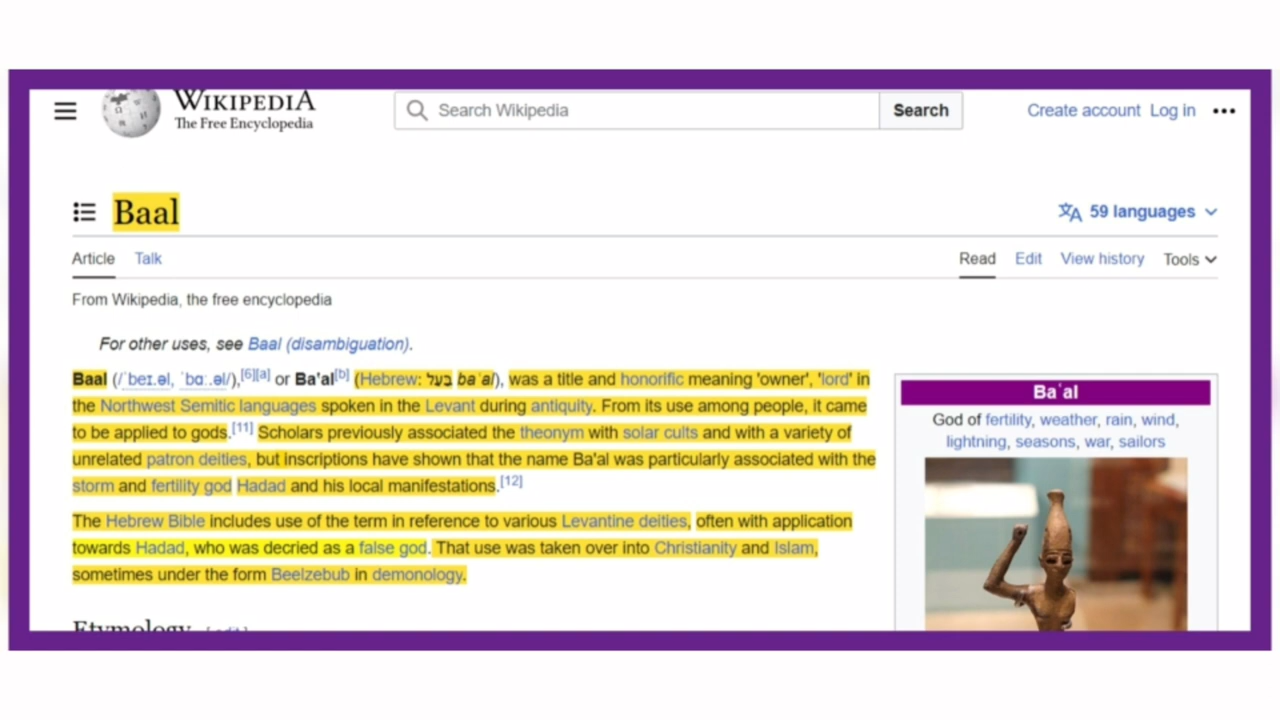 WIKIPEDIA
The Free Encyclopedia
Search Wikipedia
Search
Create account Log in
Baal
59 languages
Article Talk
Read Edit View history Tools
From Wikipedia, the free encyclopedia
For other uses, see Baal (disambiguation).
Baal (/ˈbeɪ.əl, ˈbɑː.əl/),[6][a] or Baʻal[b] (Hebrew: בַּעַל baʿal), was a title and honorific meaning 'owner', 'lord' in
the Northwest Semitic languages spoken in the Levant during antiquity. From its use among people, it came
to be applied to gods.[11] Scholars previously associated the theonym with solar cults and with a variety of
unrelated patron deities, but inscriptions have shown that the name Ba'al was particularly associated with the
storm and fertility god Hadad and his local manifestations.[12]
The Hebrew Bible includes use of the term in reference to various Levantine deities, often with application
towards Hadad, who was decried as a false god. That use was taken over into Christianity and Islam,
sometimes under the form Beelzebub in demonology.
Etymology [edit]
Baʿal
God of fertility, weather, rain, wind,
lightning, seasons, war, sailors